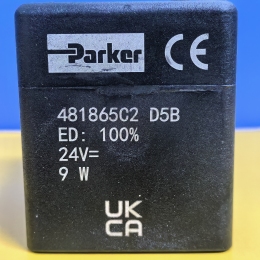 Parker CE
481865C2 D5B
ED: 100%
24V=
9 W
UK
CA